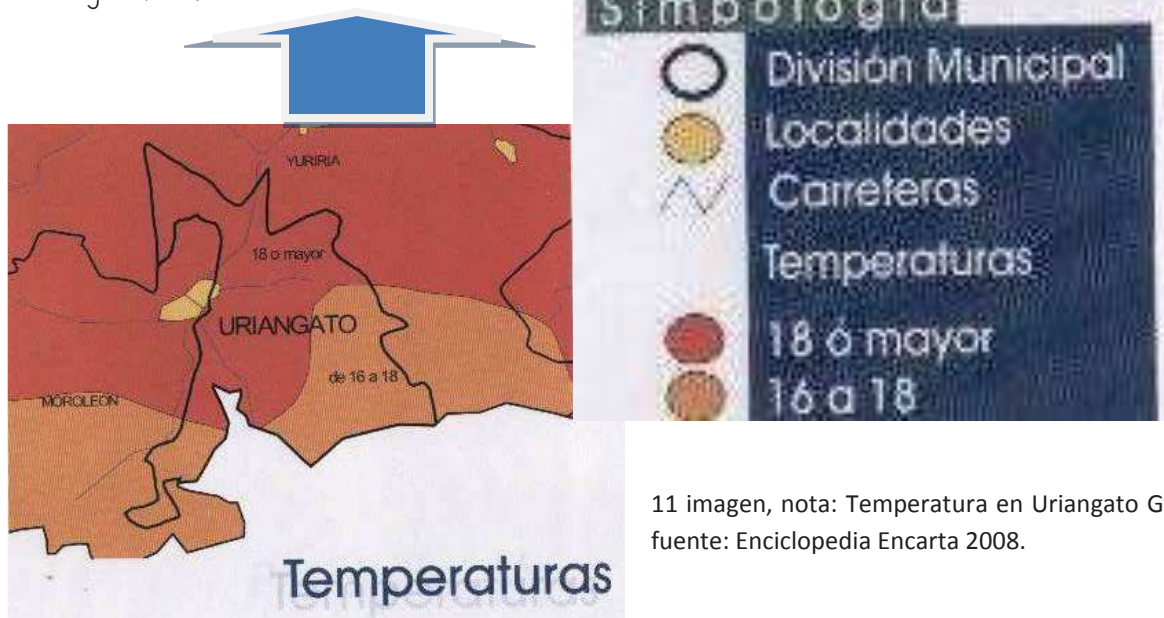 Simbología
División Municipal
Localidades
Carreteras
Temperaturas
18 ó mayor
16 a 18
YURIRIA
18 o mayor
URIANGATO
de 16 a 18
MOROLEON
Temperaturas
11 imagen, nota: Temperatura en Uriangato G
fuente: Enciclopedia Encarta 2008.